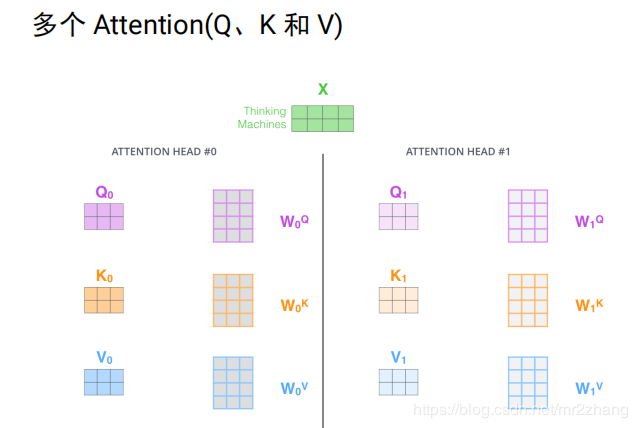 多个 Attention(Q、K 和 V)
X
Thinking
Machines
ATTENTION HEAD #0
ATTENTION HEAD #1
Q0
W0Q
Q1
W1Q
K0
W0K
K1
W1K
V0
W0V
V1
W1V
https://blog.csdn.net/mr2zhang